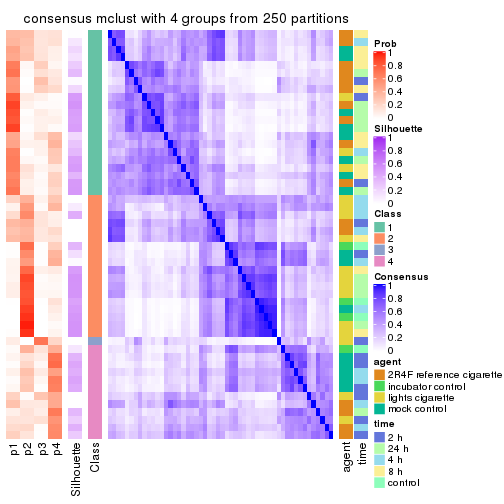 consensus mclust with 4 groups from 250 partitions
Prob
1
0.8
0.6
0.4
0.2
0
Silhouette
1
0.8
0.6
0.4
0.2
0
Class
1
2
3
4
Consensus
1
0.8
0.6
0.4
0.2
0
agent
2R4F reference cigarette
incubator control
lights cigarette
mock control
time
2 h
24 h
4 h
8 h
control
p1
p2
p3
p4
Silhouette
Class
agent
time